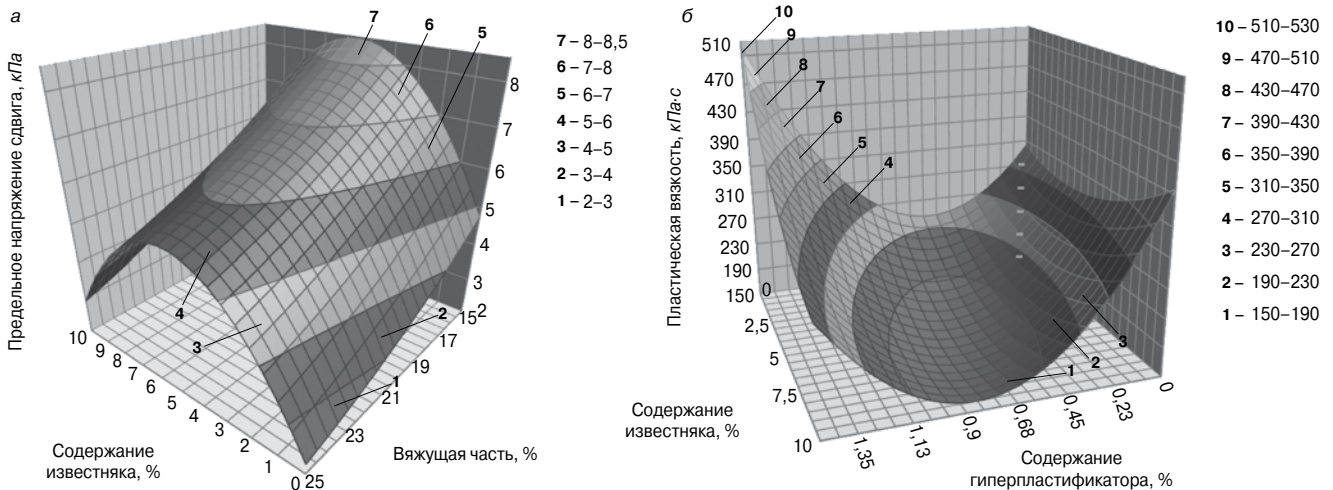 а
Предельное напряжение сдвига, кПа
7
6
5
4
3
2
1
8
7
6
5
4
3
2
10
9
8
7
6
5
4
3
2
1
0
25
23
21
19
17
15
Содержание
известняка, %
Вяжущая часть, %
7 – 8–8,5
6 – 7–8
5 – 6–7
4 – 5–6
3 – 4–5
2 – 3–4
1 – 2–3
б
Пластическая вязкость, кПа·с
10
9
8
7
6
5
4
3
2
1
510
470
430
390
350
310
270
230
190
150
0
2,5
5
7,5
10
1,35
1,13
0,9
0,68
0,45
0,23
0
Содержание
известняка, %
Содержание
гиперпластификатора, %
10 – 510–530
9 – 470–510
8 – 430–470
7 – 390–430
6 – 350–390
5 – 310–350
4 – 270–310
3 – 230–270
2 – 190–230
1 – 150–190